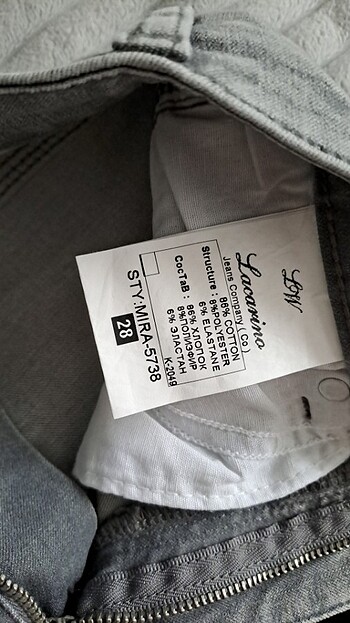 LW
Lacarino
Jeans Company (Co)
86% COTTON
Structure: 8%POLYESTER
6% ELASTANE
СосТаВ: 86% ХЛОПОК
8%ПОЛИЭФИР
6% ЭЛАСТАН
K-2049
STY:MIRA-5738
28